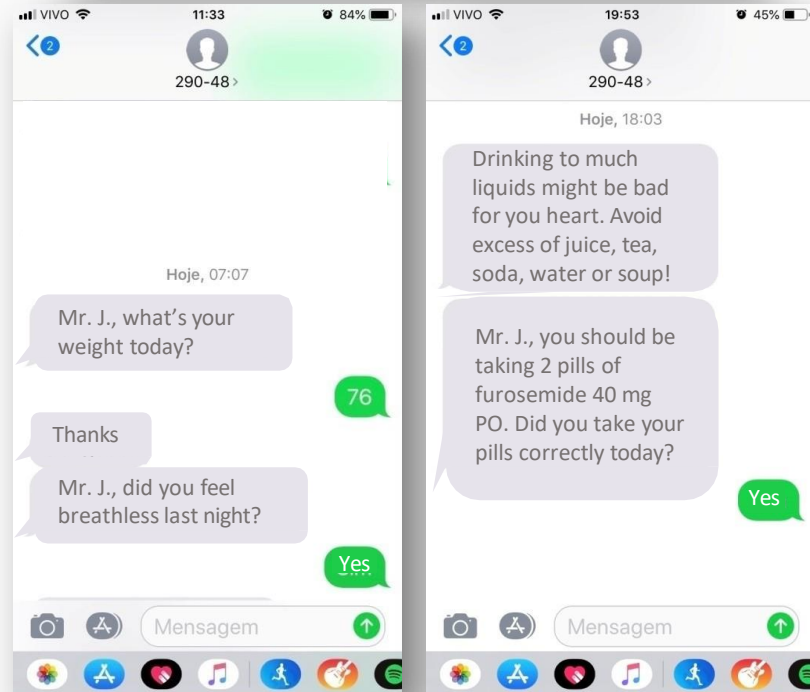 VIVO 11:33 84%
2
290-48 >
Hoje, 07:07
Mr. J., what's your
weight today?
76
Thanks
Mr. J., did you feel
breathless last night?
Yes
Mensagem
VIVO 19:53 45%
2
290-48 >
Hoje, 18:03
Drinking to much
liquids might be bad
for you heart. Avoid
excess of juice, tea,
soda, water or soup!
Mr. J., you should be
taking 2 pills of
furosemide 40 mg
PO. Did you take your
pills correctly today?
Yes
Mensagem